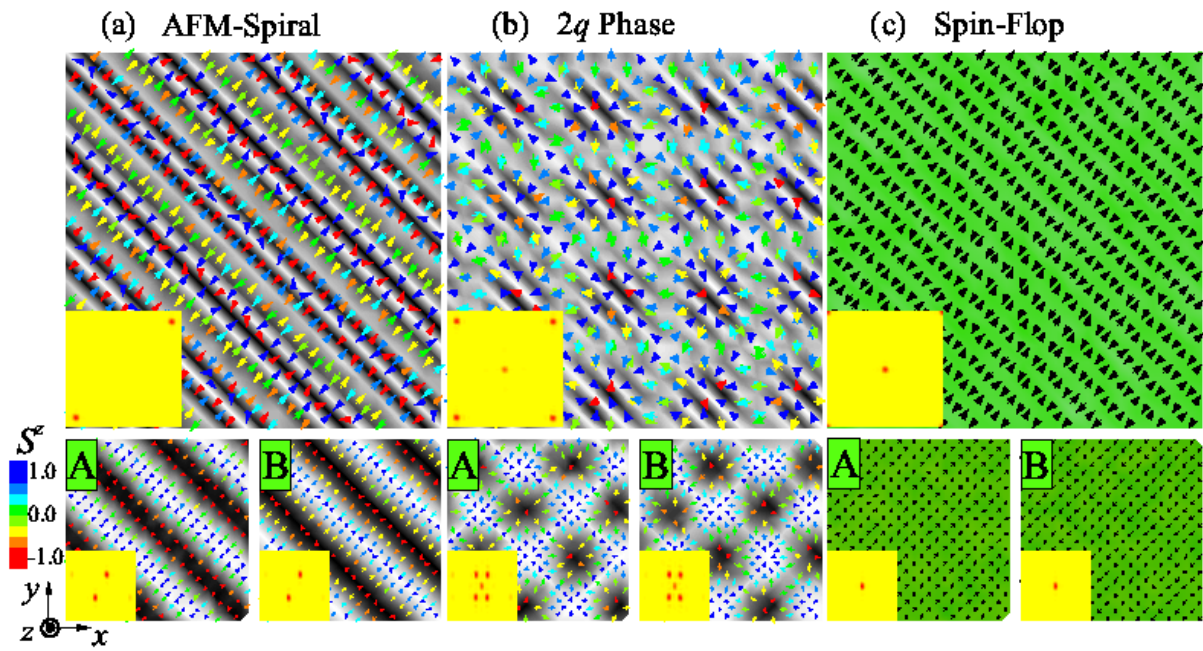 (a) AFM-Spiral
(b) 2q Phase
(c) Spin-Flop
S^z
1.0
0.0
-1.0
A
B
A
B
A
B
y
z
x